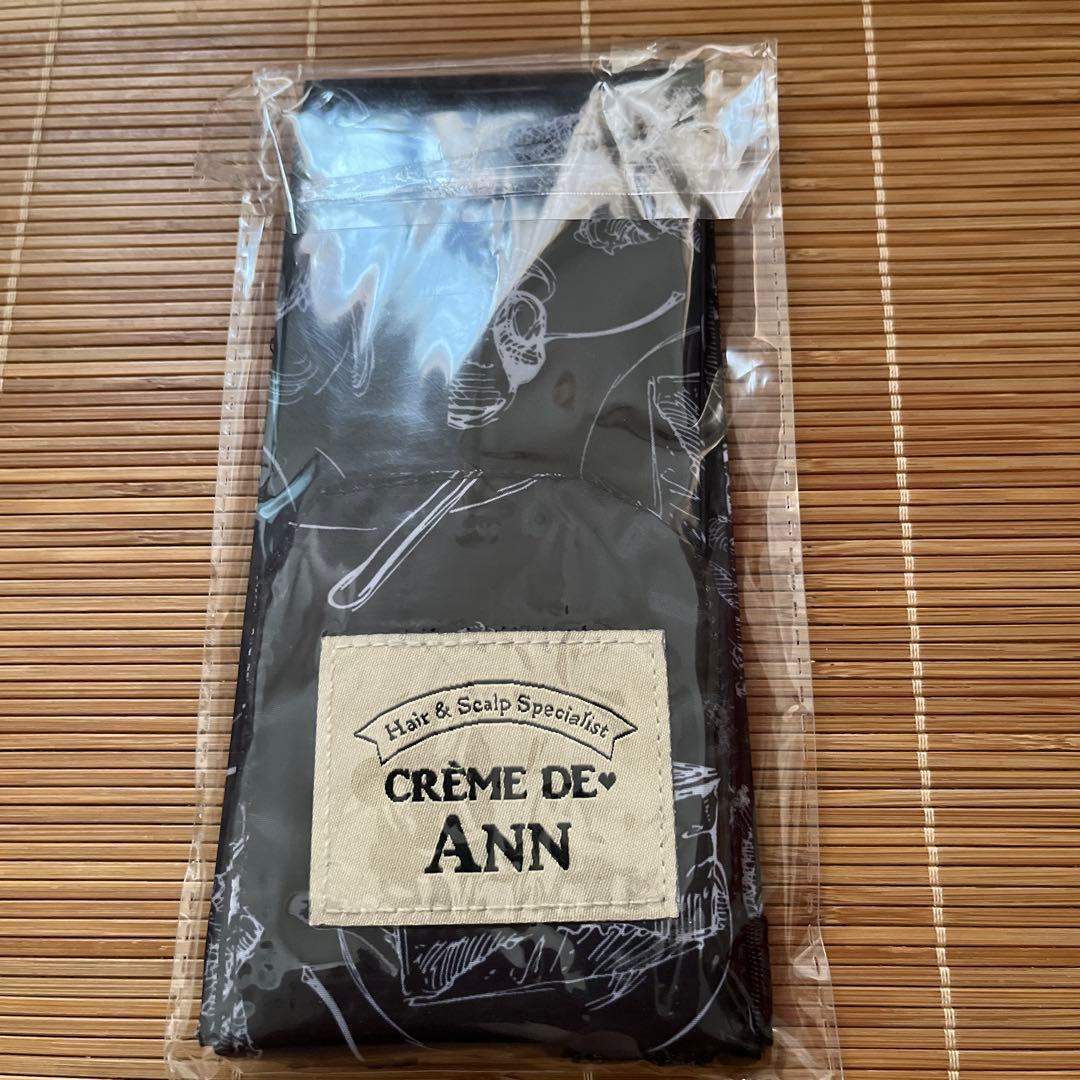 Hair & Scalp Specialist
CRÈME DE♥
ANN